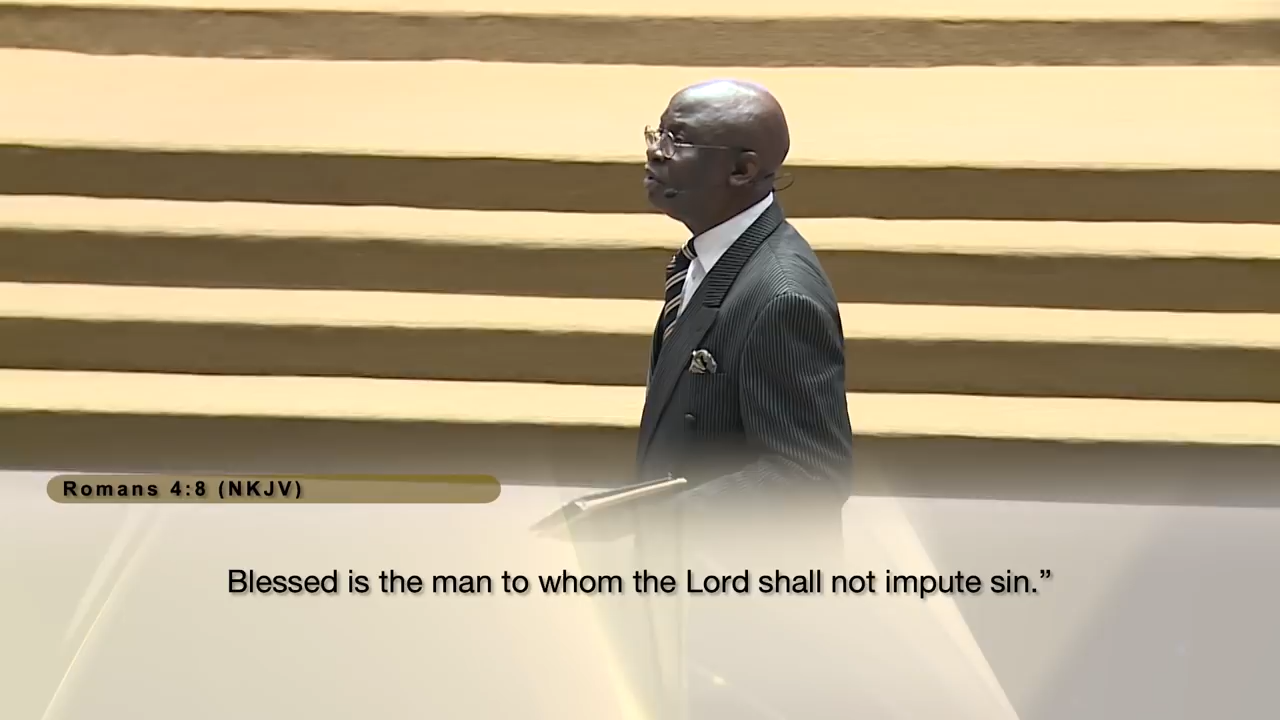 Romans 4:8 (NKJV)
Blessed is the man to whom the Lord shall not impute sin.”